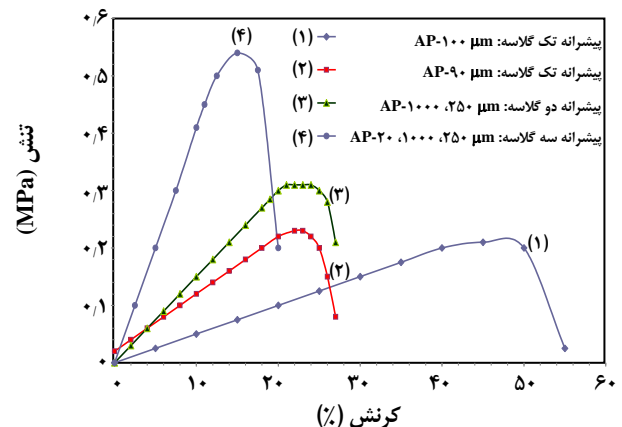 (۱) پیشرانه تک گلاسه: AP-۱۰۰ μm
(۲) پیشرانه تک گلاسه: AP-۹۰ μm
(۳) پیشرانه دو گلاسه: AP-۱۰۰۰ ،۲۵۰ μm
(۴) پیشرانه سه گلاسه: AP-۲۰ ،۱۰۰۰ ،۲۵۰ μm
(۴)
(۳)
(۲)
(۱)
تنش (MPa)
۰٫۶
۰٫۵
۰٫۴
۰٫۳
۰٫۲
۰٫۱
۰
۰ ۱۰ ۲۰ ۳۰ ۴۰ ۵۰ ۶۰
کرنش (٪)